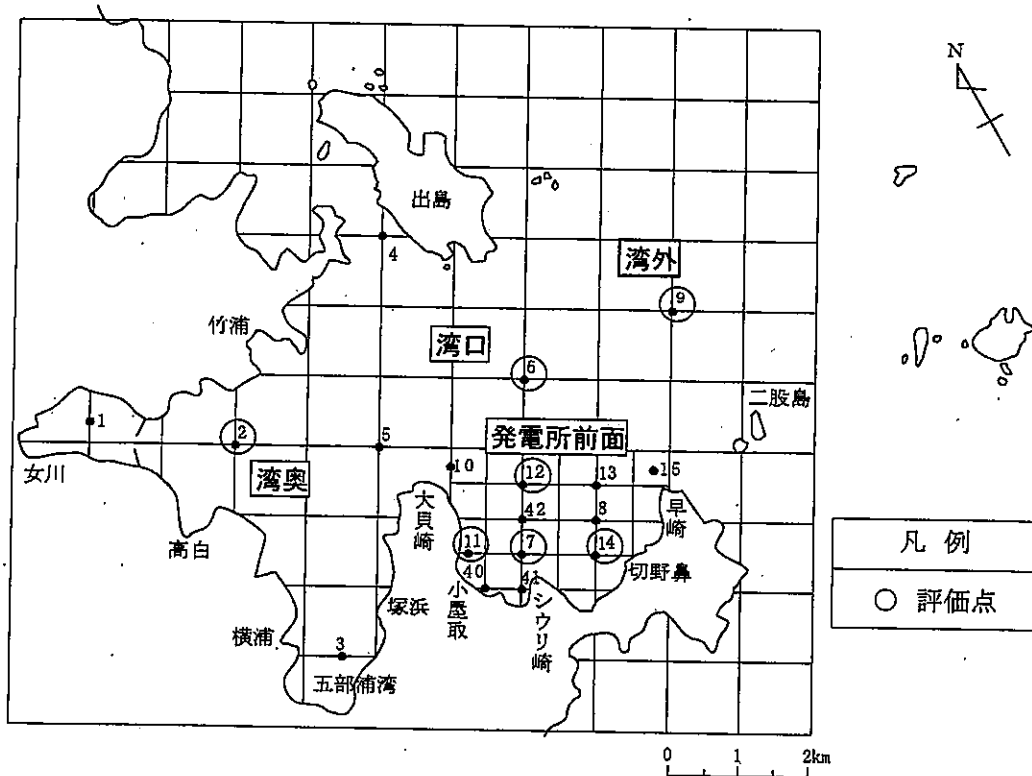 N
出島
4
湾外
9
竹浦
湾口
6
二股島
1
2
5
発電所前面
女川
湾奥
10
12
13
15
大貝崎
42
8
早崎
高白
11
7
14
凡例
40
41
切野鼻
○ 評価点
塚浜
小屋取
シウリ崎
横浦
3
五部浦湾
0 1 2km